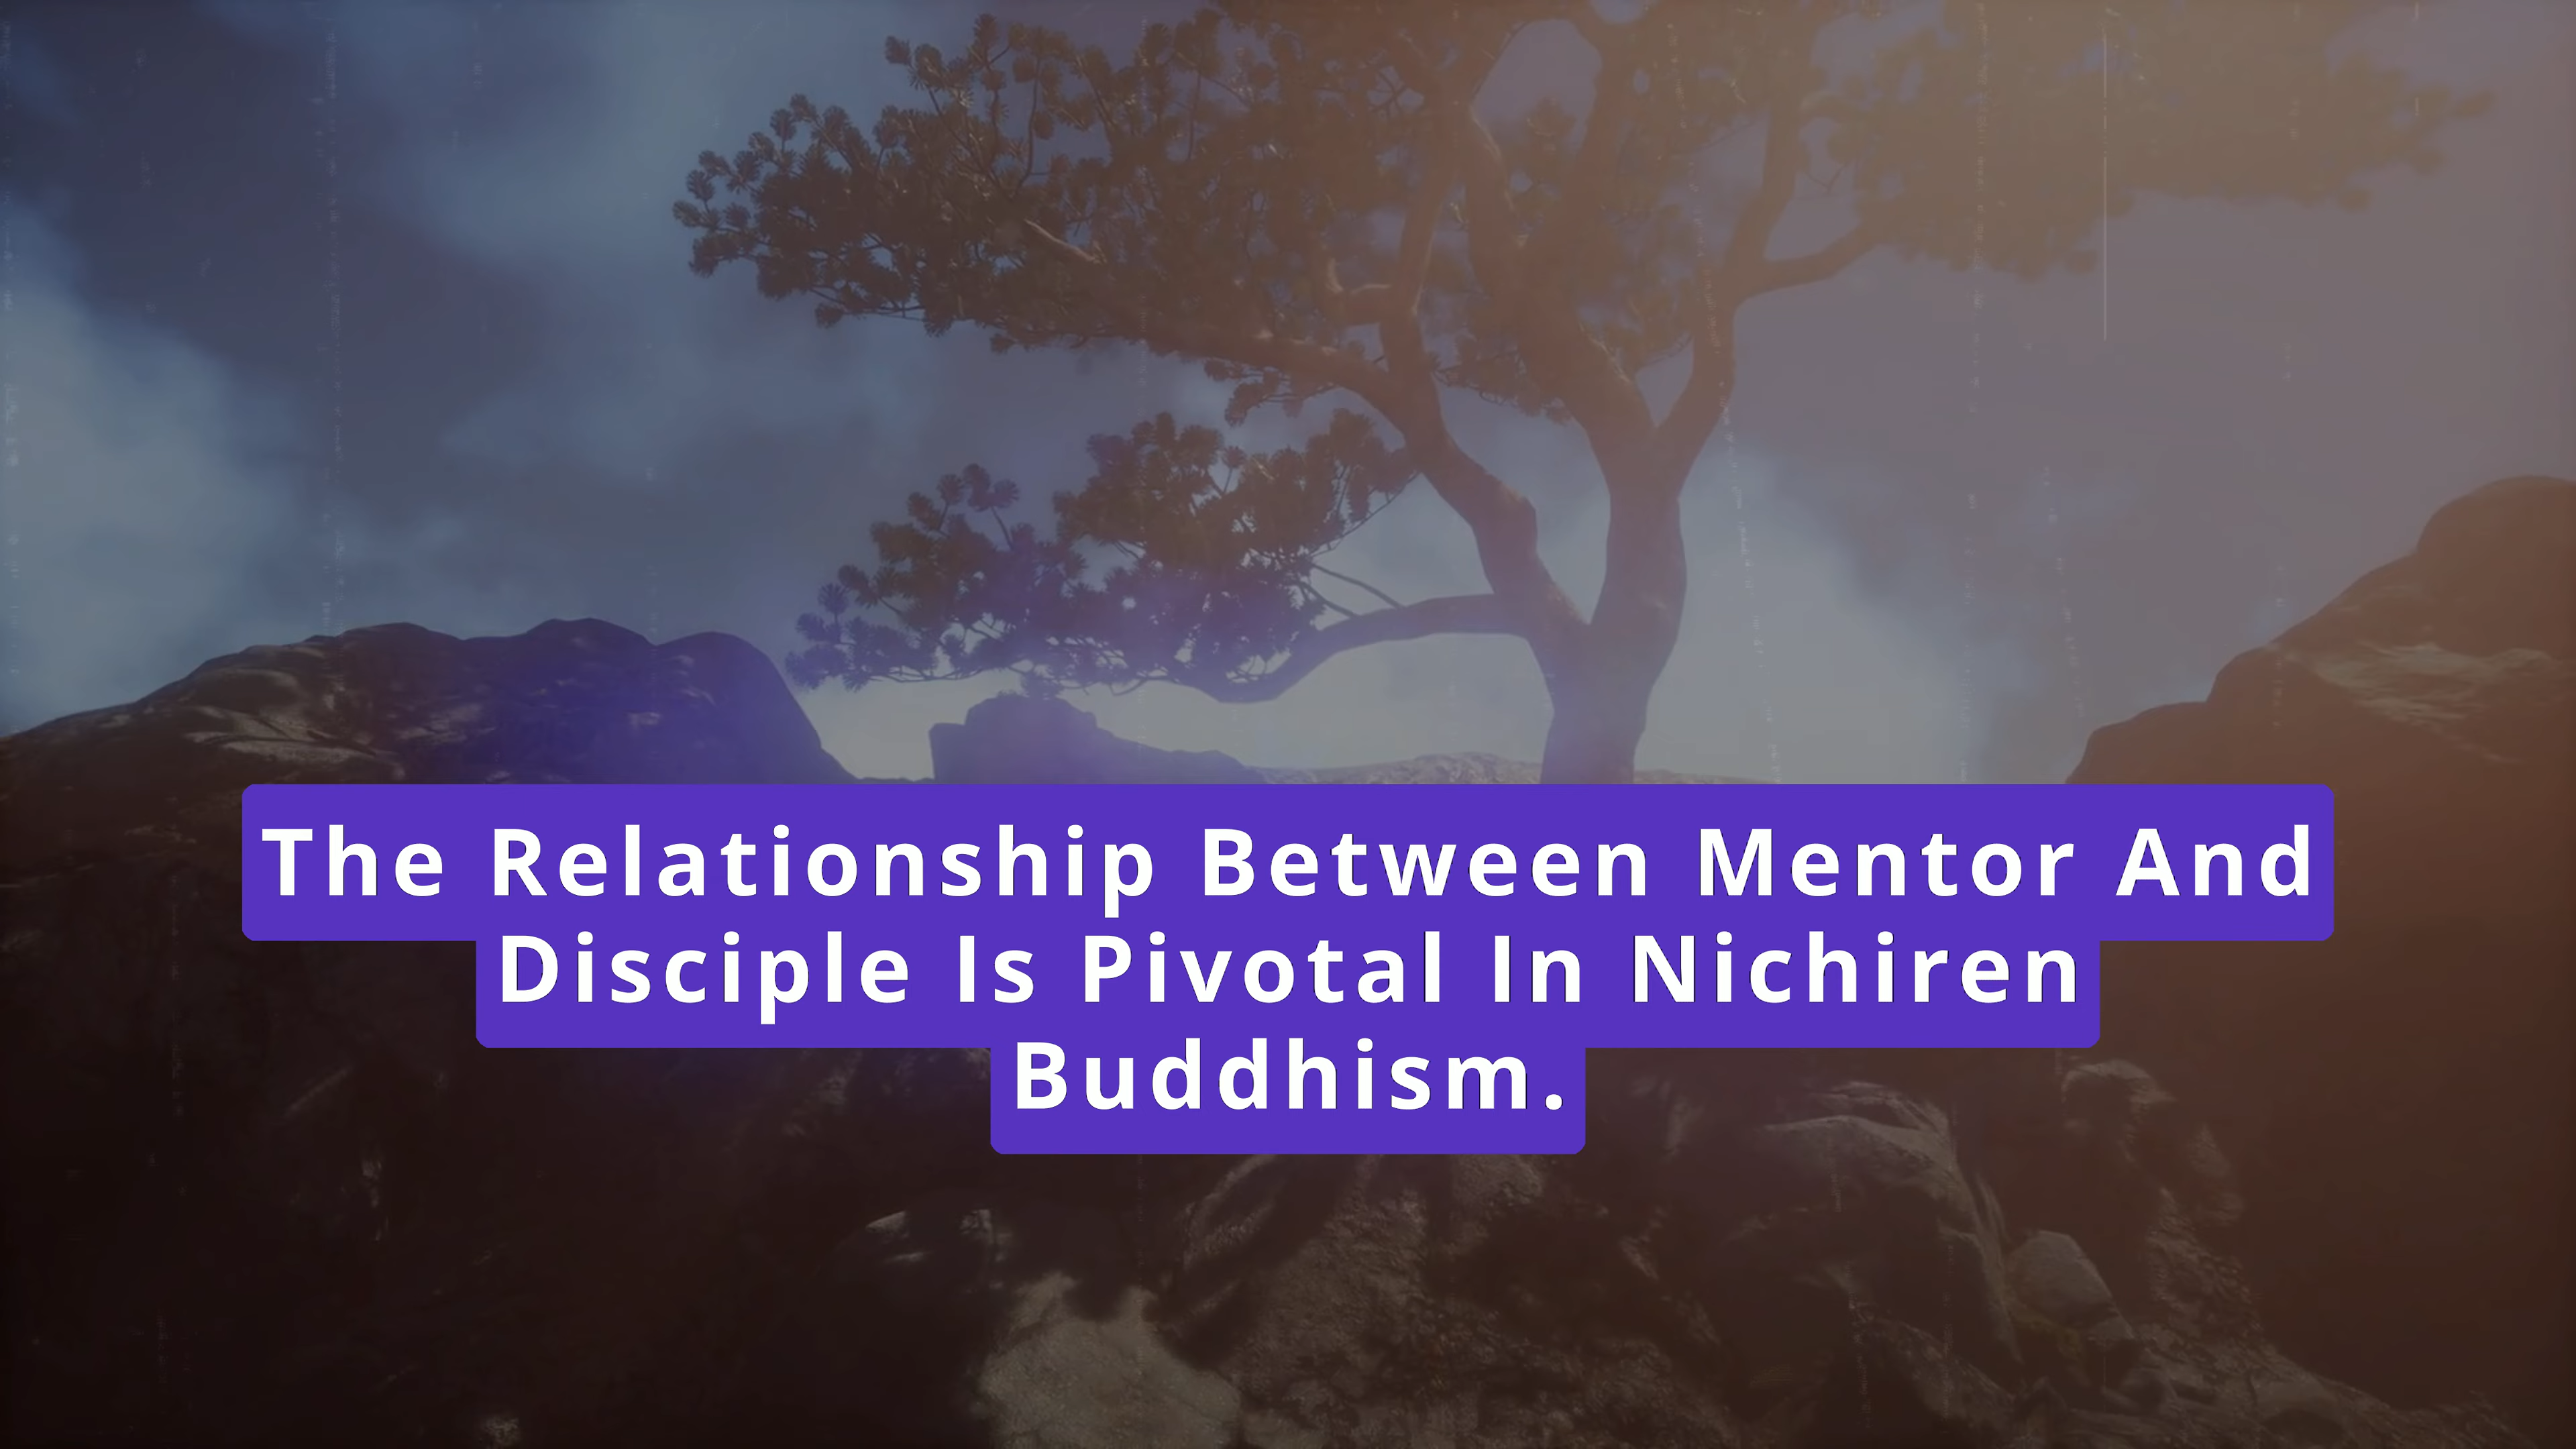 The Relationship Between Mentor And
Disciple Is Pivotal In Nichiren
Buddhism.